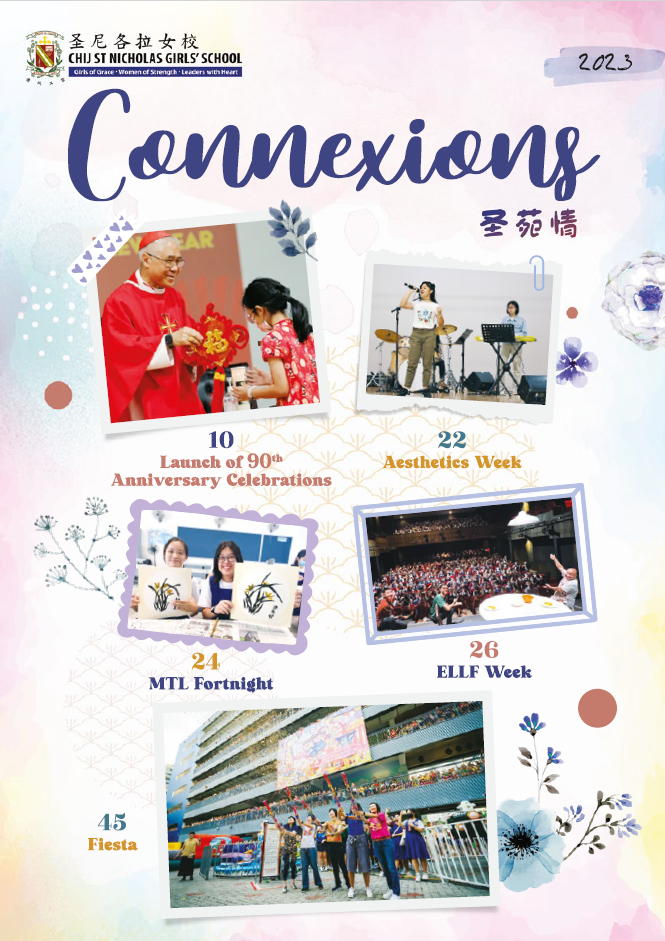 圣尼各拉女校
CHIJ ST NICHOLAS GIRLS' SCHOOL
Girls of Grace · Women of Strength · Leaders with Heart
2023
Connexions
圣苑情
EAR
10
Launch of 90th
Anniversary Celebrations
22
Aesthetics Week
24
MTL Fortnight
26
ELLF Week
45
Fiesta